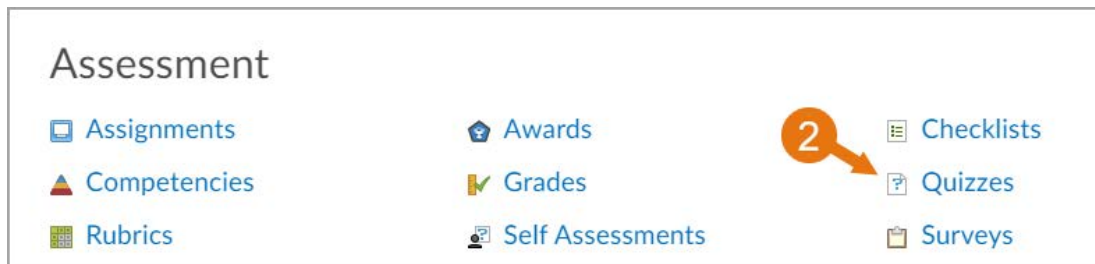 Assessment
Assignments
Awards
2
Checklists
Competencies
Grades
Quizzes
Rubrics
Self Assessments
Surveys